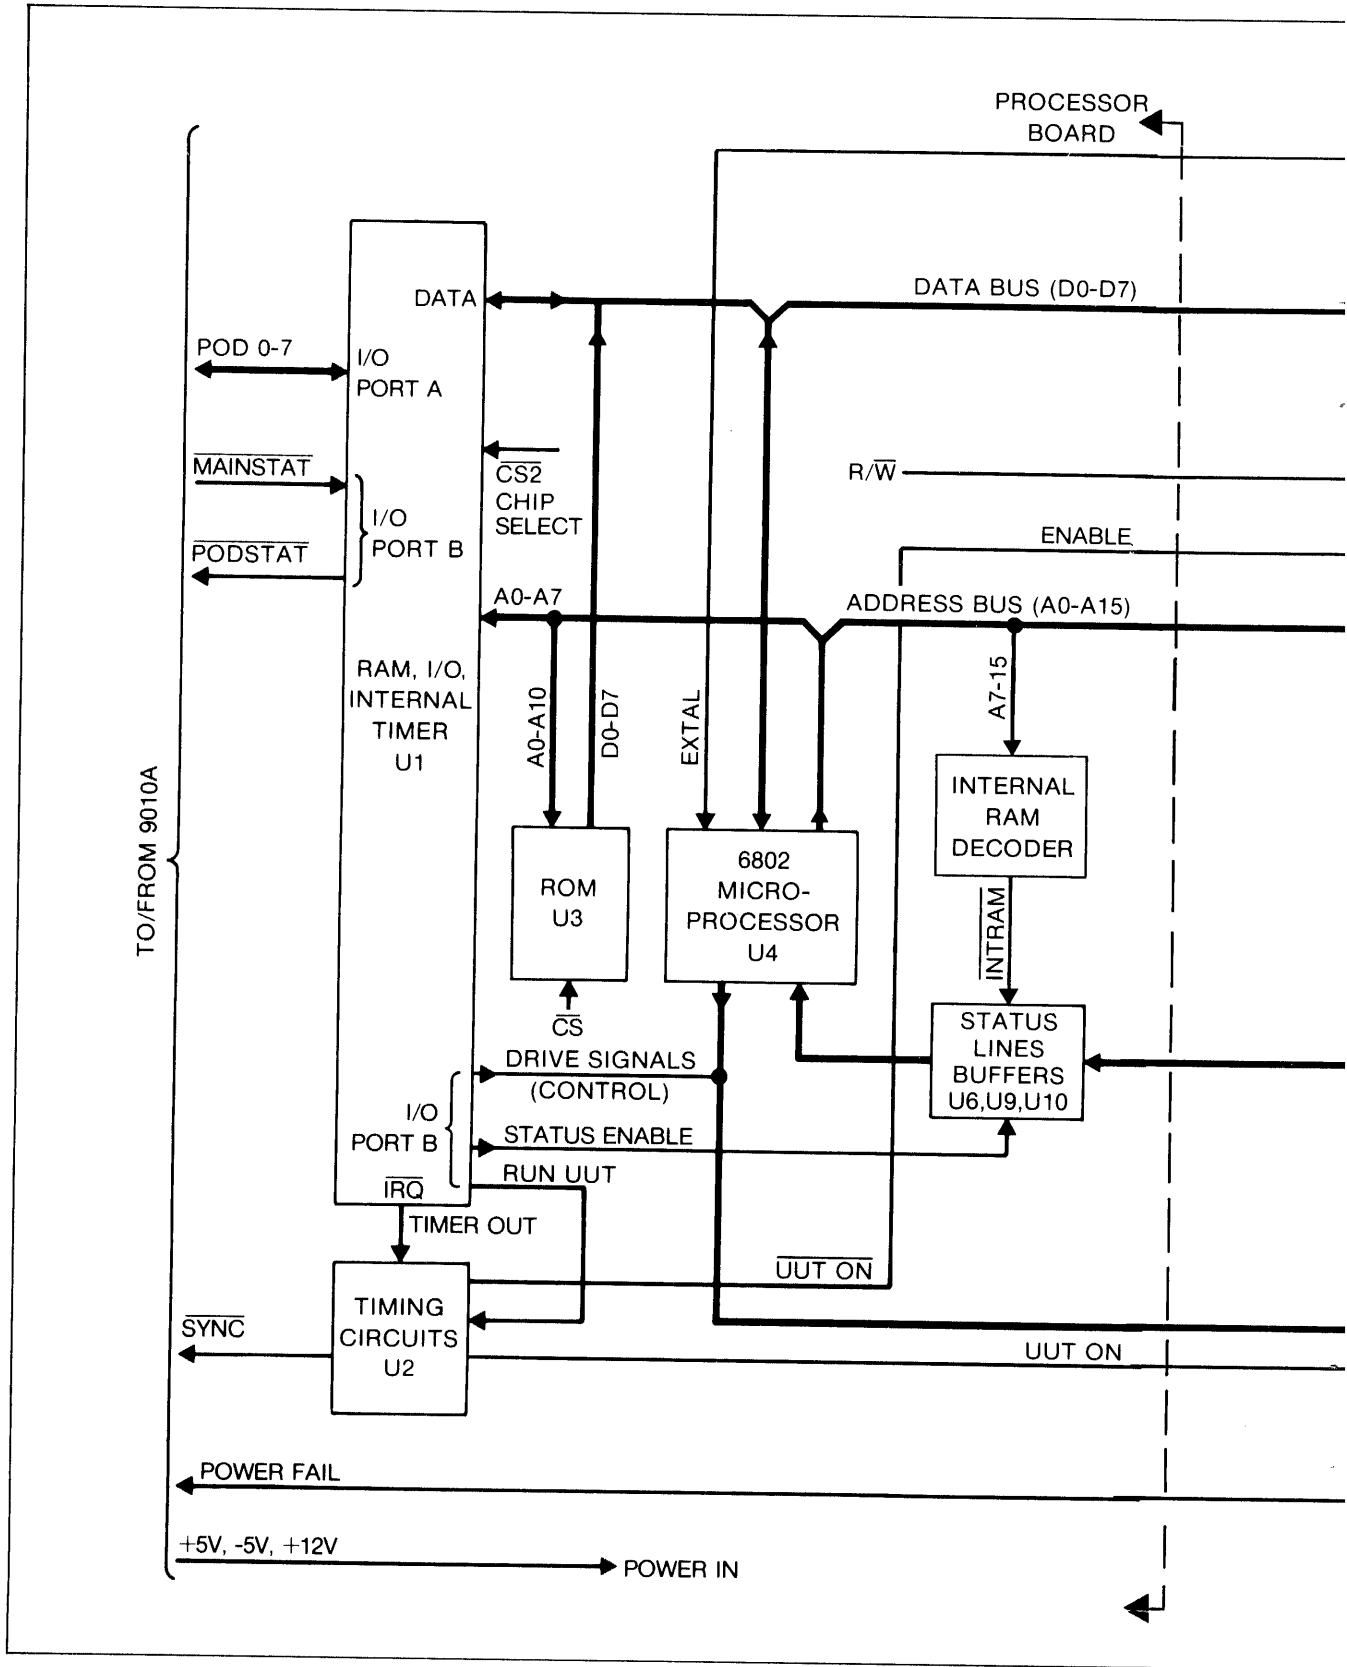 PROCESSOR
BOARD
DATA
DATA BUS (D0-D7)
POD 0-7
I/O
PORT A
MAINSTAT
CS2
CHIP
SELECT
R/W
I/O
PORT B
PODSTAT
ENABLE
A0-A7
ADDRESS BUS (A0-A15)
RAM, I/O,
INTERNAL
TIMER
U1
A0-A10
D0-D7
EXTAL
A7-15
INTERNAL
RAM
DECODER
TO/FROM 9010A
ROM
U3
6802
MICRO-
PROCESSOR
U4
INTRAM
CS
STATUS
LINES
BUFFERS
U6,U9,U10
DRIVE SIGNALS
(CONTROL)
I/O
PORT B
STATUS ENABLE
RUN UUT
IRQ
TIMER OUT
UUT ON
TIMING
CIRCUITS
U2
SYNC
UUT ON
POWER FAIL
+5V, -5V, +12V
POWER IN